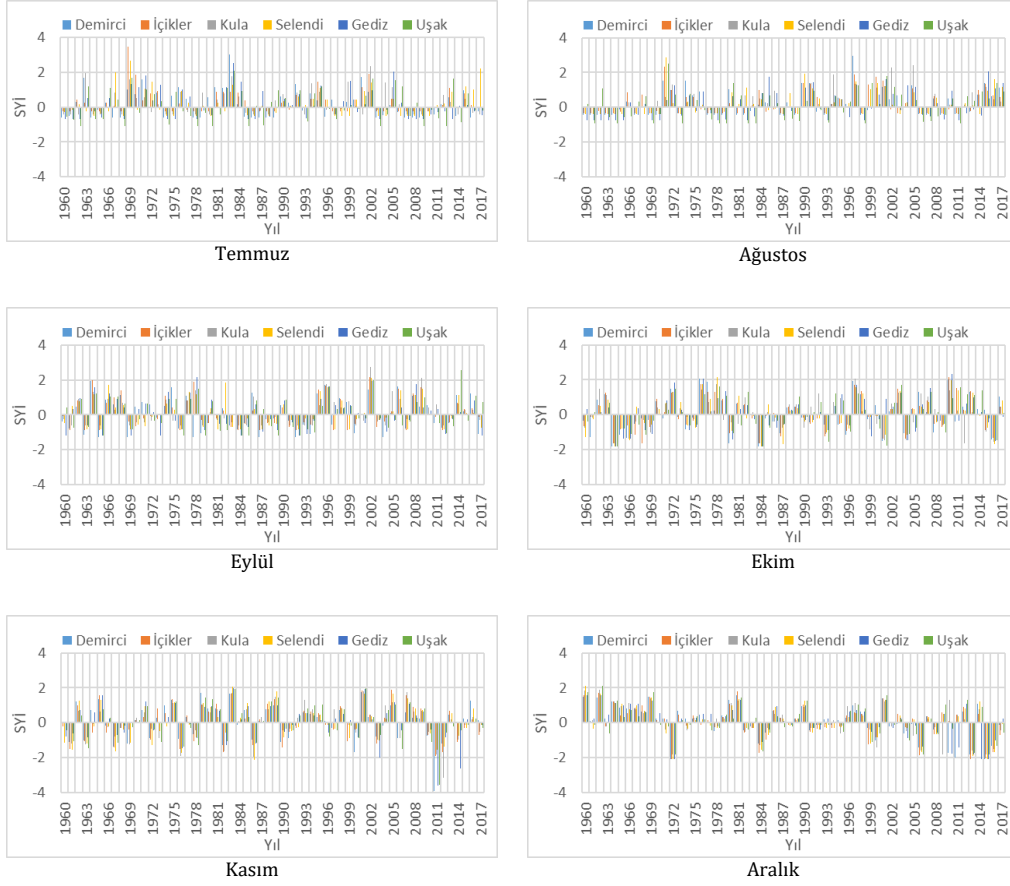 Demirci İçikler Kula Selendi Gediz Uşak
4
2
0
-2
-4
SYİ
1960 1963 1966 1969 1972 1975 1978 1981 1984 1987 1990 1993 1996 1999 2002 2005 2008 2011 2014 2017
Yıl
Temmuz
Demirci İçikler Kula Selendi Gediz Uşak
4
2
0
-2
-4
SYİ
1960 1963 1966 1969 1972 1975 1978 1981 1984 1987 1990 1993 1996 1999 2002 2005 2008 2011 2014 2017
Yıl
Ağustos
Demirci İçikler Kula Selendi Gediz Uşak
4
2
0
-2
-4
SYİ
1960 1963 1966 1969 1972 1975 1978 1981 1984 1987 1990 1993 1996 1999 2002 2005 2008 2011 2014 2017
Yıl
Eylül
Demirci İçikler Kula Selendi Gediz Uşak
4
2
0
-2
-4
SYİ
1960 1963 1966 1969 1972 1975 1978 1981 1984 1987 1990 1993 1996 1999 2002 2005 2008 2011 2014 2017
Yıl
Ekim
Demirci İçikler Kula Selendi Gediz Uşak
4
2
0
-2
-4
SYİ
1960 1963 1966 1969 1972 1975 1978 1981 1984 1987 1990 1993 1996 1999 2002 2005 2008 2011 2014 2017
Yıl
Kasım
Demirci İçikler Kula Selendi Gediz Uşak
4
2
0
-2
-4
SYİ
1960 1963 1966 1969 1972 1975 1978 1981 1984 1987 1990 1993 1996 1999 2002 2005 2008 2011 2014 2017
Yıl
Aralık